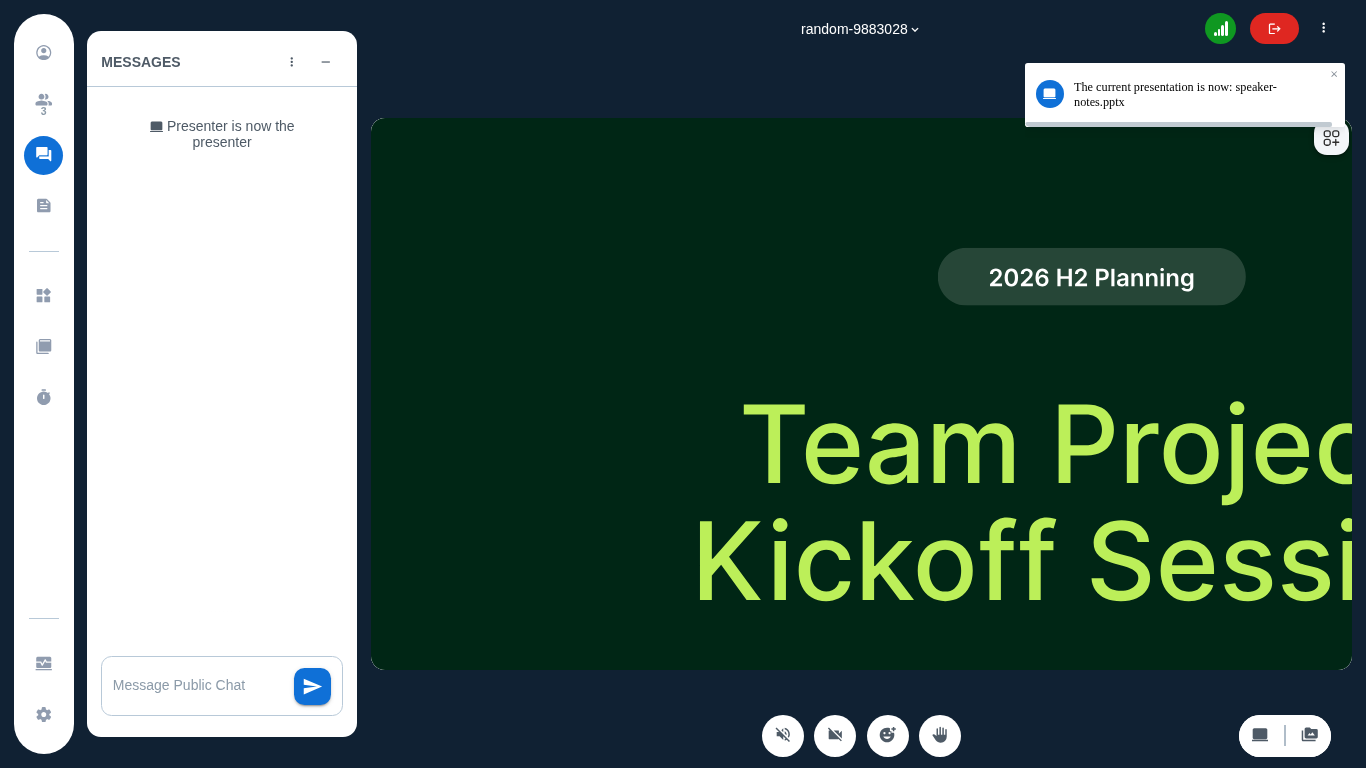 random-9883028
MESSAGES
3
Presenter is now the
presenter
The current presentation is now: speaker-
notes.pptx
2026 H2 Planning
Team Projec
Kickoff Sessi
Message Public Chat